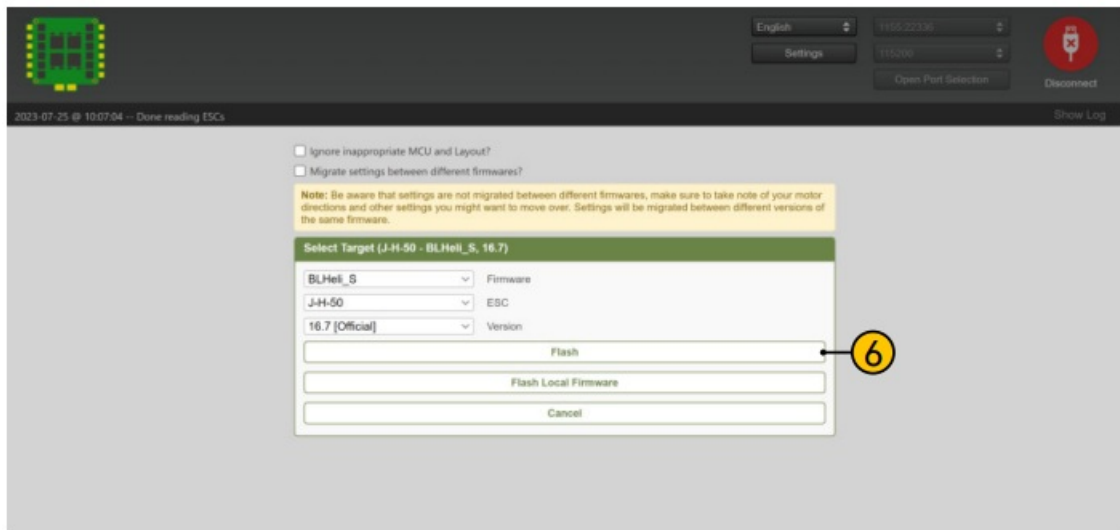 English
1155:22336
Settings
115200
Open Port Selection
Disconnect
2023-07-25 @ 10:07:04 -- Done reading ESCs
Show Log
Ignore inappropriate MCU and Layout?
Migrate settings between different firmwares?
Note: Be aware that settings are not migrated between different firmwares, make sure to take note of your motor
directions and other settings you might want to move over. Settings will be migrated between different versions of
the same firmware.
Select Target (J-H-50 - BLHeli_S, 16.7)
BLHeli_S Firmware
J-H-50 ESC
16.7 [Official] Version
Flash
6
Flash Local Firmware
Cancel